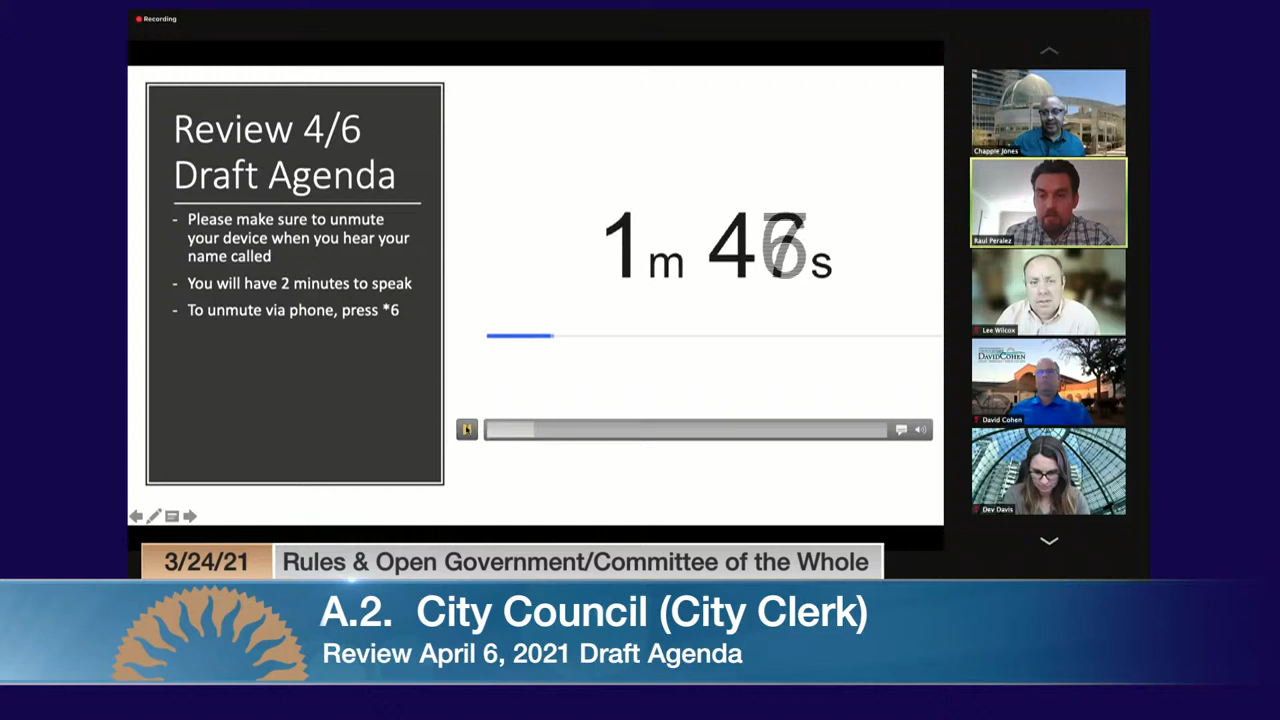 Recording
Review 4/6
Draft Agenda
- Please make sure to unmute
your device when you hear your
name called
- You will have 2 minutes to speak
- To unmute via phone, press *6
1m 4 s
Chappie Jones
Raul Peralez
Lee Wilcox
DAVID COHEN
David Cohen
Dev Davis
3/24/21
Rules & Open Government/Committee of the Whole
A.2. City Council (City Clerk)
Review April 6, 2021 Draft Agenda